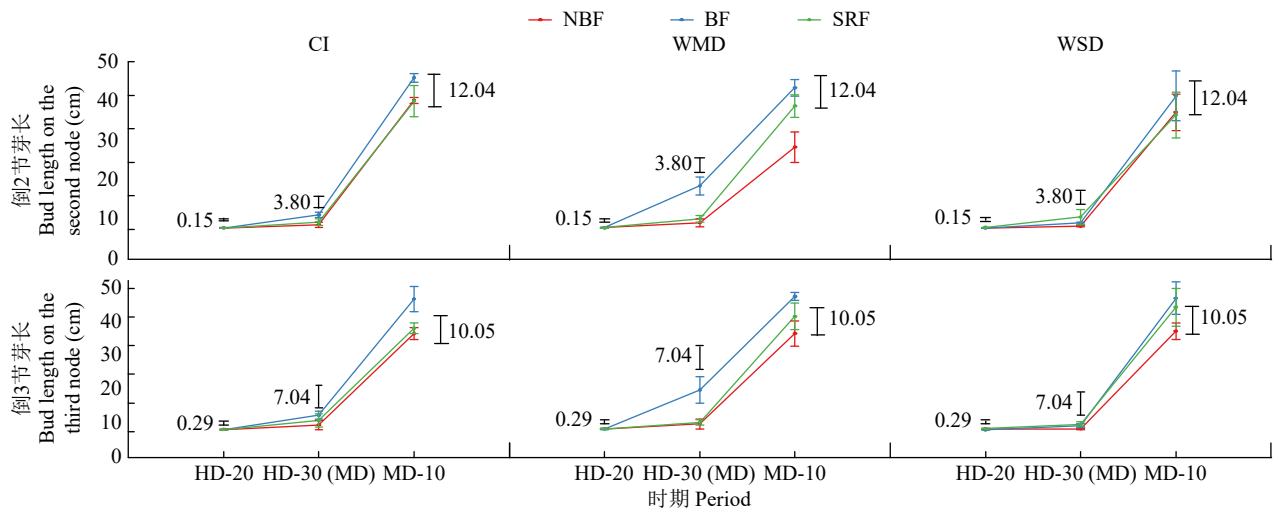 NBF BF SRF
CI WMD WSD
倒2节芽长
Bud length on the
second node (cm)
50
40
30
20
10
0
0.15 3.80 12.04
0.15 3.80 12.04
0.15 3.80 12.04
倒3节芽长
Bud length on the
third node (cm)
50
40
30
20
10
0
0.29 7.04 10.05
0.29 7.04 10.05
0.29 7.04 10.05
HD-20 HD-30 (MD) MD-10 HD-20 HD-30 (MD) MD-10 HD-20 HD-30 (MD) MD-10
时期 Period